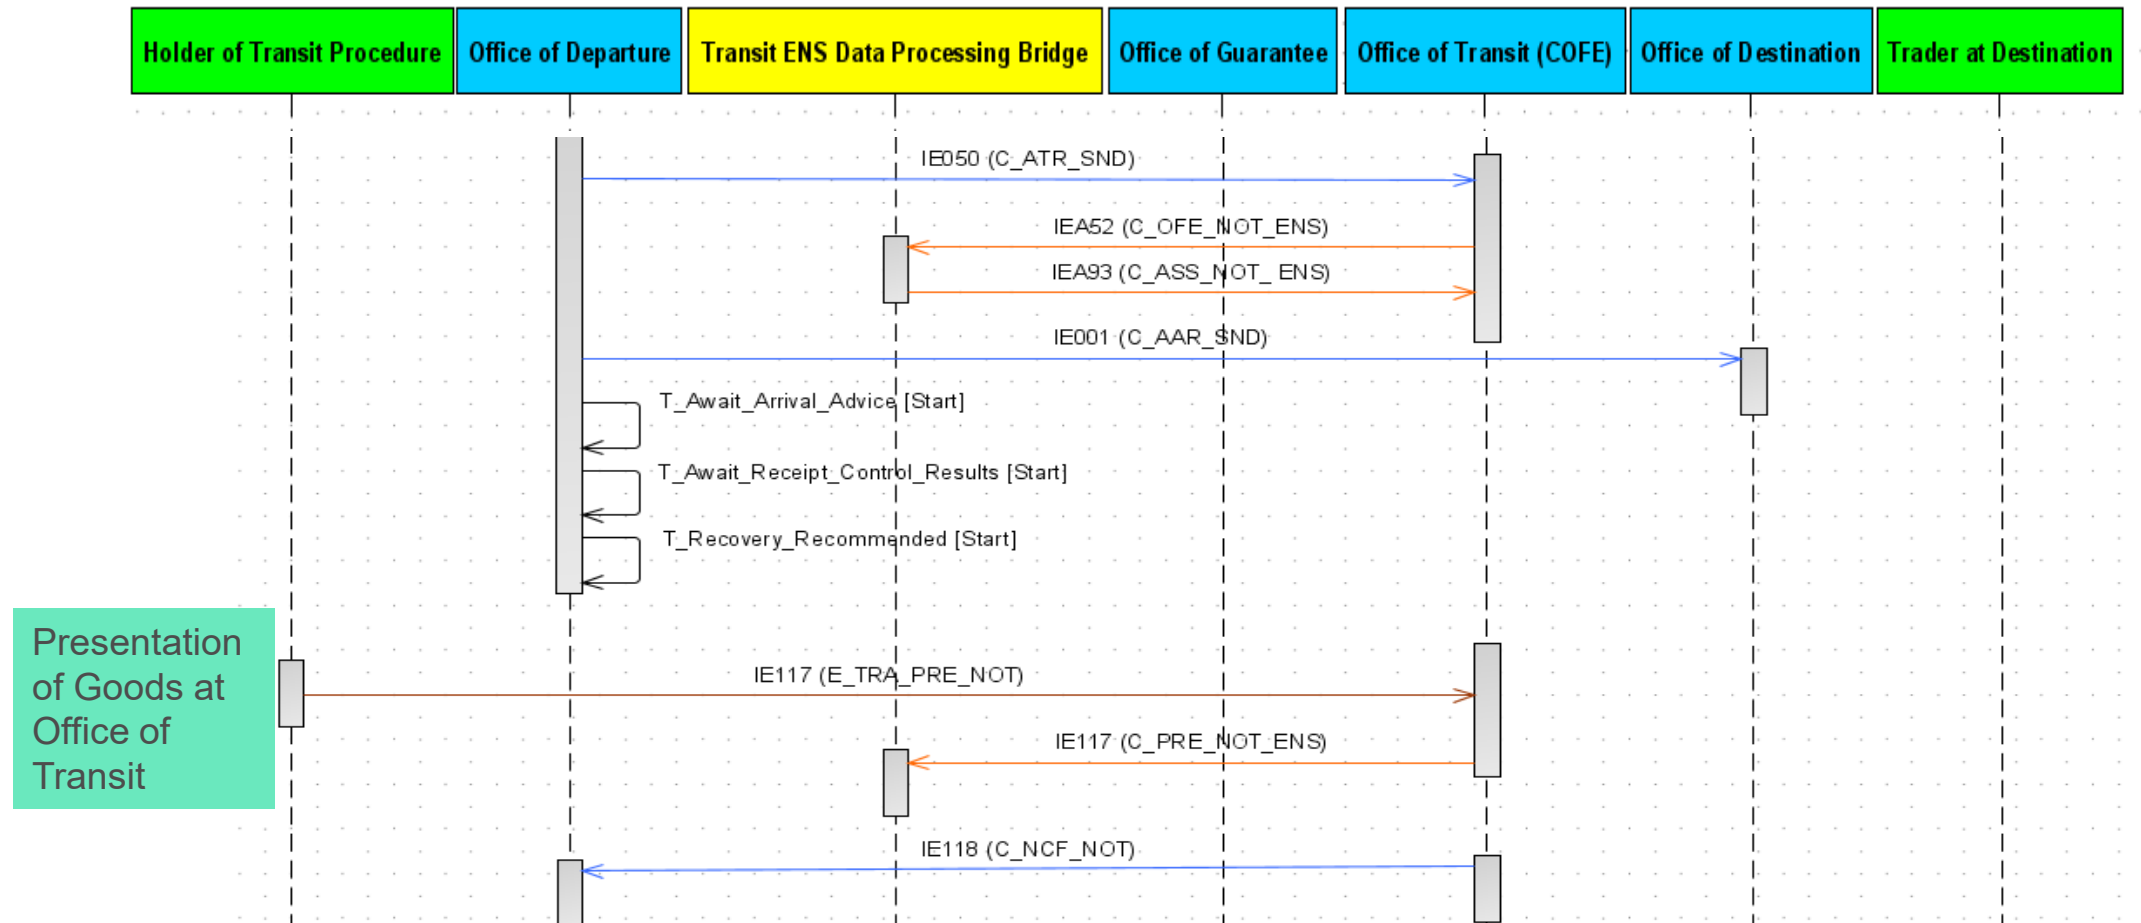 Holder of Transit Procedure
Office of Departure
Transit ENS Data Processing Bridge
Office of Guarantee
Office of Transit (COFE)
Office of Destination
Trader at Destination
IE050 (C_ATR_SND)
IEA52 (C_OFE_NOT_ENS)
IEA93 (C_ASS_NOT_ ENS)
IE001 (C_AAR_SND)
T_Await_Arrival_Advice [Start]
T_Await_Receipt_Control_Results [Start]
T_Recovery_Recommended [Start]
Presentation
of Goods at
Office of
Transit
IE117 (E_TRA_PRE_NOT)
IE117 (C_PRE_NOT_ENS)
IE118 (C_NCF_NOT)